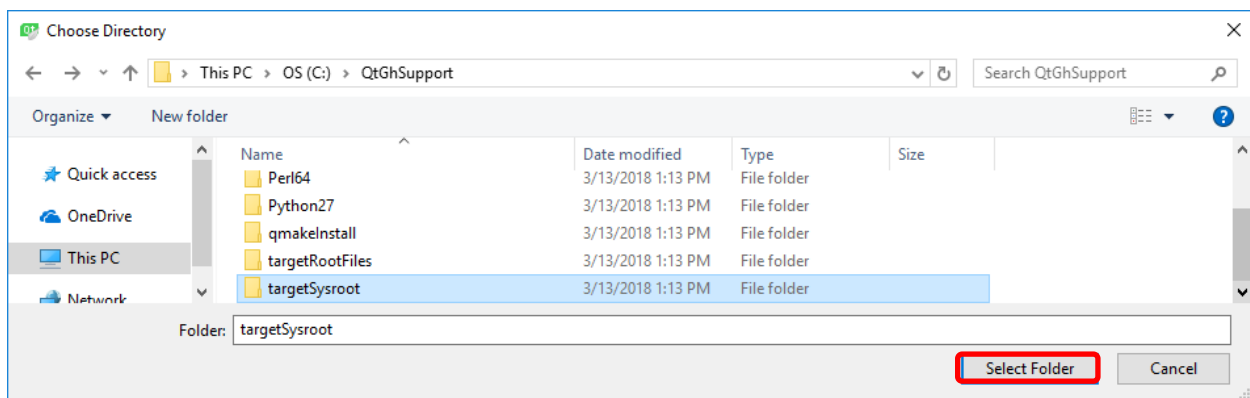 Choose Directory
This PC > OS (C:) > QtGhSupport
Search QtGhSupport
Organize New folder
Name Date modified Type Size
Quick access
OneDrive
This PC
Network
Perl64 3/13/2018 1:13 PM File folder
Python27 3/13/2018 1:13 PM File folder
qmakeInstall 3/13/2018 1:13 PM File folder
targetRootFiles 3/13/2018 1:13 PM File folder
targetSysroot 3/13/2018 1:13 PM File folder
Folder: targetSysroot
Select Folder Cancel